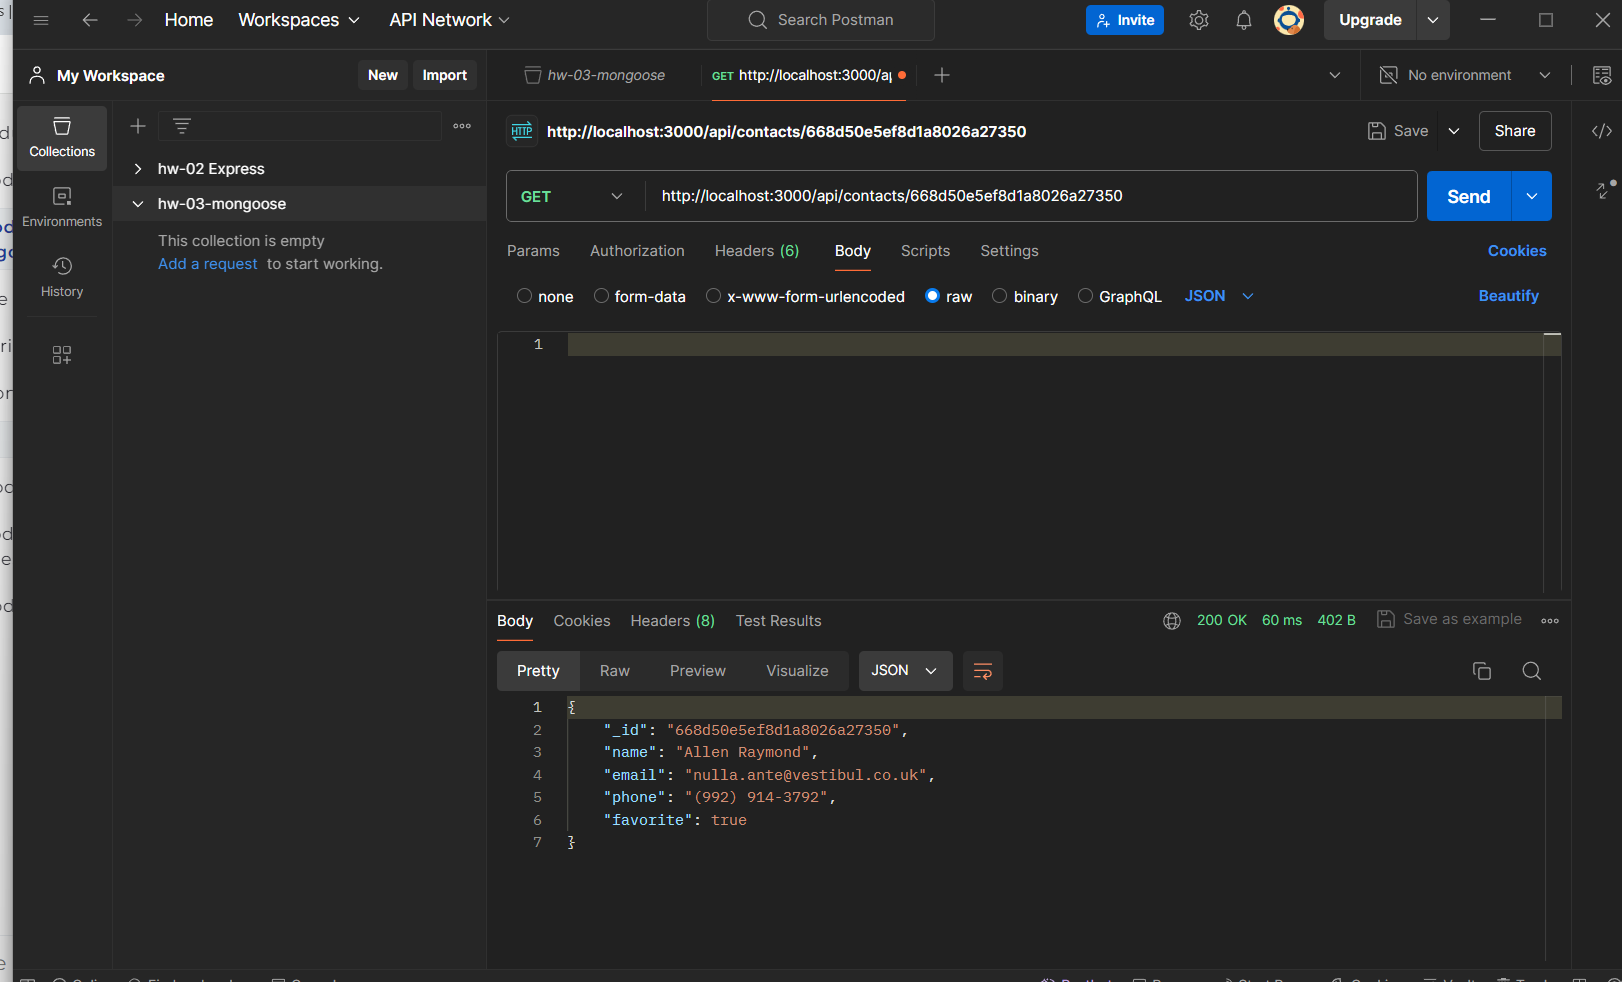 Home Workspaces API Network Search Postman Invite Upgrade
My Workspace New Import hw-03-mongoose GET http://localhost:3000/a No environment
Collections
Environments
History
hw-02 Express
hw-03-mongoose
This collection is empty
Add a request to start working.
HTTP http://localhost:3000/api/contacts/668d50e5ef8d1a8026a27350 Save Share
GET http://localhost:3000/api/contacts/668d50e5ef8d1a8026a27350 Send
Params Authorization Headers (6) Body Scripts Settings Cookies
none form-data x-www-form-urlencoded raw binary GraphQL JSON Beautify
1
Body Cookies Headers (8) Test Results 200 OK 60 ms 402 B Save as example
Pretty Raw Preview Visualize JSON
1 {
2 "_id": "668d50e5ef8d1a8026a27350",
3 "name": "Allen Raymond",
4 "email": "nulla.ante@vestibul.co.uk",
5 "phone": "(992) 914-3792",
6 "favorite": true
7 }